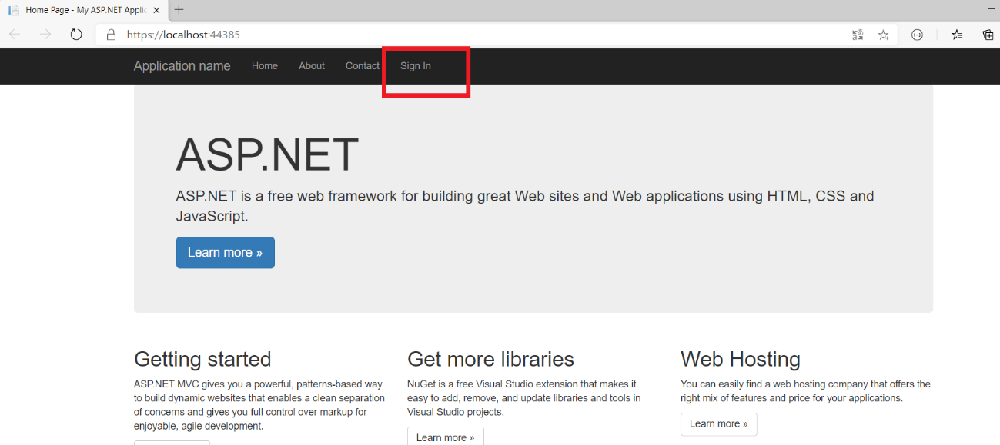 Home Page - My ASP.NET Applic
https://localhost:44385
Application name Home About Contact Sign In
ASP.NET
ASP.NET is a free web framework for building great Web sites and Web applications using HTML, CSS and
JavaScript.
Learn more »
Getting started
ASP.NET MVC gives you a powerful, patterns-based way
to build dynamic websites that enables a clean separation
of concerns and gives you full control over markup for
enjoyable, agile development.
Get more libraries
NuGet is a free Visual Studio extension that makes it
easy to add, remove, and update libraries and tools in
Visual Studio projects.
Learn more »
Web Hosting
You can easily find a web hosting company that offers the
right mix of features and price for your applications.
Learn more »